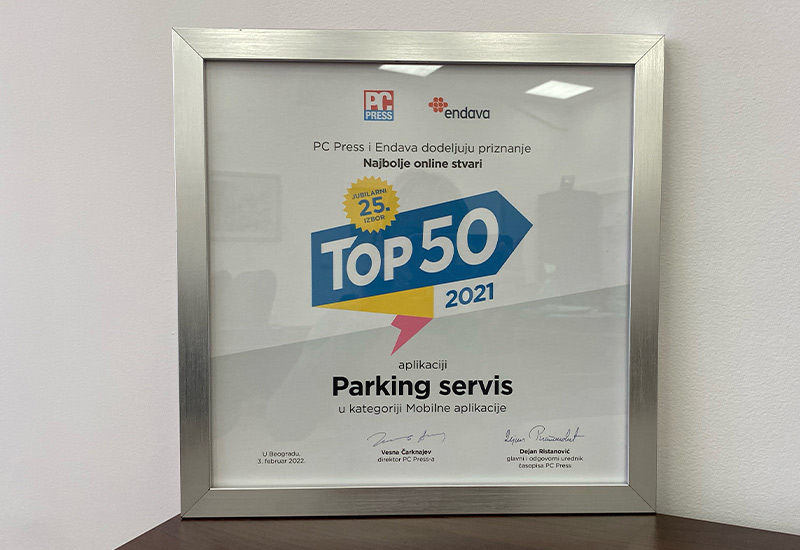 PC
PRESS
endava
PC Press i Endava dodeljuju priznanje
Najbolje online stvari
JUBILARNI
25.
IZBOR
TOP 50
2021
aplikaciji
Parking servis
u kategoriji Mobilne aplikacije
U Beogradu,
3. februar 2022.
Vesna Čarknajev
direktor PC Press-a
Dejan Ristanović
glavni i odgovorni urednik
časopisa PC Press